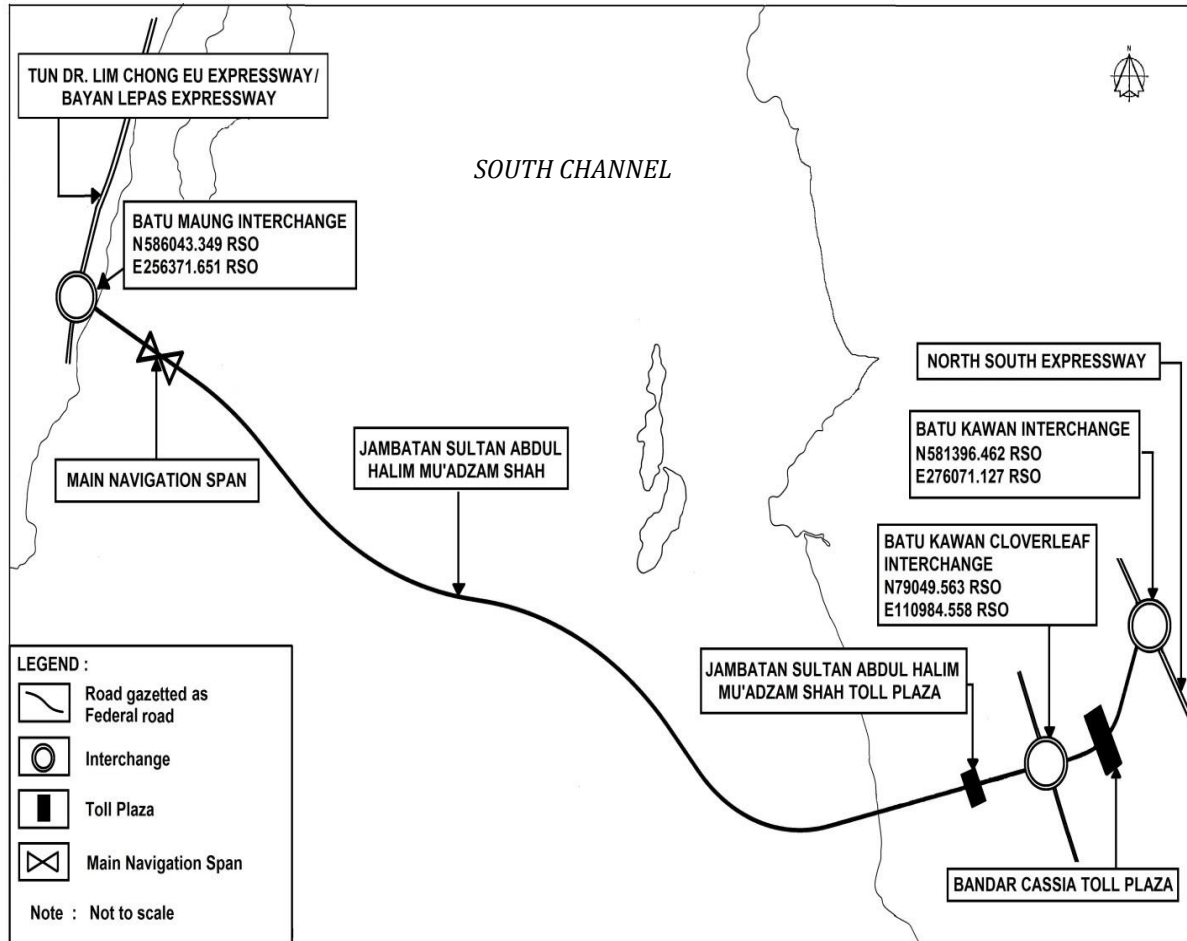 N
TUN DR. LIM CHONG EU EXPRESSWAY /
BAYAN LEPAS EXPRESSWAY
SOUTH CHANNEL
BATU MAUNG INTERCHANGE
N586043.349 RSO
E256371.651 RSO
NORTH SOUTH EXPRESSWAY
BATU KAWAN INTERCHANGE
N581396.462 RSO
E276071.127 RSO
JAMBATAN SULTAN ABDUL
HALIM MU'ADZAM SHAH
MAIN NAVIGATION SPAN
BATU KAWAN CLOVERLEAF
INTERCHANGE
N79049.563 RSO
E110984.558 RSO
JAMBATAN SULTAN ABDUL HALIM
MU'ADZAM SHAH TOLL PLAZA
BANDAR CASSIA TOLL PLAZA
LEGEND :
Road gazetted as
Federal road
Interchange
Toll Plaza
Main Navigation Span
Note : Not to scale